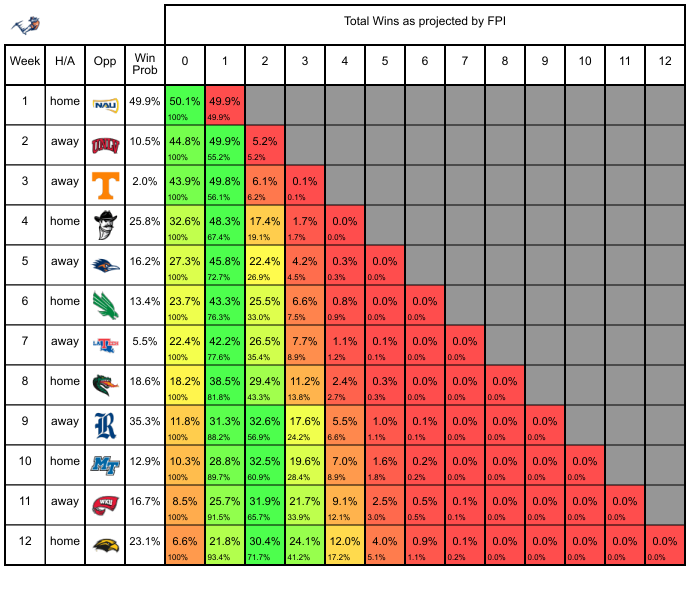 Total Wins as projected by FPI
Week H/A Opp Win Prob 0 1 2 3 4 5 6 7 8 9 10 11 12
1 home NAU 49.9% 50.1% 49.9%
100% 49.9%
2 away UNLV 10.5% 44.8% 49.9% 5.2%
100% 55.2% 5.2%
3 away T 2.0% 43.9% 49.8% 6.1% 0.1%
100% 56.1% 6.2% 0.1%
4 home 25.8% 32.6% 48.3% 17.4% 1.7% 0.0%
100% 67.4% 19.1% 1.7% 0.0%
5 away 16.2% 27.3% 45.8% 22.4% 4.2% 0.3% 0.0%
100% 72.7% 26.9% 4.5% 0.3% 0.0%
6 home 13.4% 23.7% 43.3% 25.5% 6.6% 0.8% 0.0% 0.0%
100% 76.3% 33.0% 7.5% 0.9% 0.0% 0.0%
7 away 5.5% 22.4% 42.2% 26.5% 7.7% 1.1% 0.1% 0.0% 0.0%
100% 77.6% 35.4% 8.9% 1.2% 0.1% 0.0% 0.0%
8 home 18.6% 18.2% 38.5% 29.4% 11.2% 2.4% 0.3% 0.0% 0.0% 0.0%
100% 81.8% 43.3% 13.8% 2.7% 0.3% 0.0% 0.0% 0.0%
9 away R 35.3% 11.8% 31.3% 32.6% 17.6% 5.5% 1.0% 0.1% 0.0% 0.0% 0.0%
100% 88.2% 56.9% 24.2% 6.6% 1.1% 0.1% 0.0% 0.0% 0.0%
10 home MT 12.9% 10.3% 28.8% 32.5% 19.6% 7.0% 1.6% 0.2% 0.0% 0.0% 0.0% 0.0%
100% 89.7% 60.9% 28.4% 8.9% 1.8% 0.2% 0.0% 0.0% 0.0% 0.0%
11 away WKU 16.7% 8.5% 25.7% 31.9% 21.7% 9.1% 2.5% 0.5% 0.1% 0.0% 0.0% 0.0% 0.0%
100% 91.5% 65.7% 33.9% 12.1% 3.0% 0.5% 0.1% 0.0% 0.0% 0.0% 0.0%
12 home 23.1% 6.6% 21.8% 30.4% 24.1% 12.0% 4.0% 0.9% 0.1% 0.0% 0.0% 0.0% 0.0% 0.0%
100% 93.4% 71.7% 41.2% 17.2% 5.1% 1.1% 0.2% 0.0% 0.0% 0.0% 0.0% 0.0%